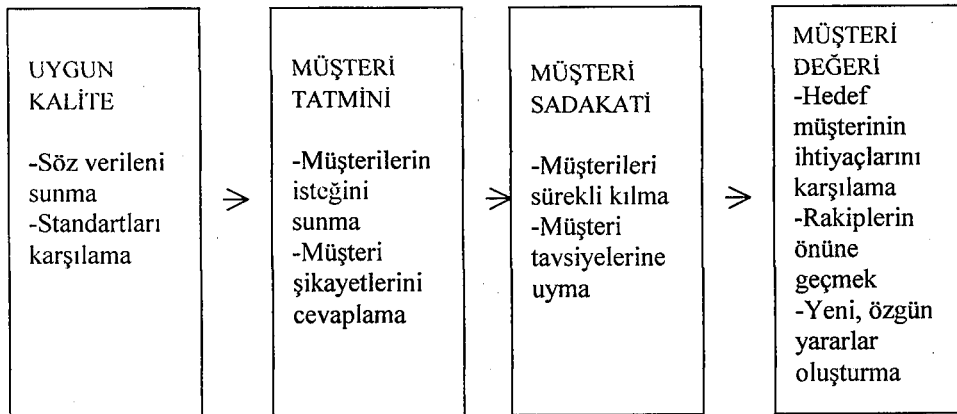 UYGUN
KALİTE
-Söz verileni
sunma
-Standartları
karşılama
MÜŞTERİ
TATMİNİ
-Müşterilerin
isteğini
sunma
-Müşteri
şikayetlerini
cevaplama
MÜŞTERİ
SADAKATİ
-Müşterileri
sürekli kılma
-Müşteri
tavsiyelerine
uyma
MÜŞTERİ
DEĞERİ
-Hedef
müşterinin
ihtiyaçlarını
karşılama
-Rakiplerin
önüne
geçmek
-Yeni, özgün
yararlar
oluşturma